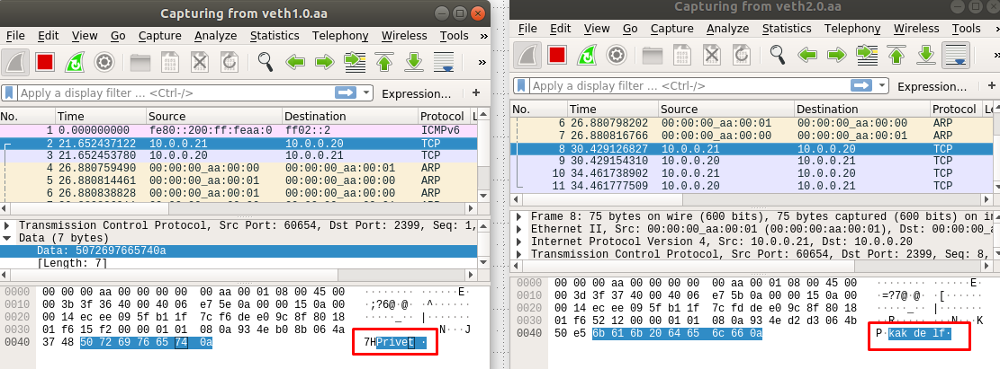 Capturing from veth1.0.aa
File Edit View Go Capture Analyze Statistics Telephony Wireless Tools »
Apply a display filter ... <Ctrl-/> Expression… +
No. Time Source Destination Protocol L
1 0.000000000 fe80::200:ff:feaa:0 ff02::2 ICMPv6
2 21.652437122 10.0.0.21 10.0.0.20 TCP
3 21.652453780 10.0.0.20 10.0.0.21 TCP
4 26.880759490 00:00:00_aa:00:00 00:00:00_aa:00:01 ARP
5 26.880814461 00:00:00_aa:00:01 00:00:00_aa:00:00 ARP
6 26.880838828 00:00:00_aa:00:01 00:00:00_aa:00:00 ARP
Transmission Control Protocol, Src Port: 60654, Dst Port: 2399, Seq: 1,
Data (7 bytes)
Data: 5072697665740a
[Length: 7]
0000 00 00 00 aa 00 00 00 00 00 aa 00 01 08 00 45 00 ········ ······E·
0010 00 3b 3f 36 40 00 40 06 e7 5e 0a 00 00 15 0a 00 ·;?6@·@· ·^······
0020 00 14 ec ee 09 5f b1 1f 7c f6 de e0 9c 8f 80 18 ·····_·· |·······
0030 01 f6 15 f2 00 00 01 01 08 0a 93 4e b0 8b 06 4a ········ ···N···J
0040 37 48 50 72 69 76 65 74 0a 7HPrivet ·
Capturing from veth2.0.aa
File Edit View Go Capture Analyze Statistics Telephony Wireless Tools »
Apply a display filter ... <Ctrl-/> Expression… +
No. Time Source Destination Protocol Le
6 26.880798202 00:00:00_aa:00:01 00:00:00_aa:00:00 ARP
7 26.880816766 00:00:00_aa:00:00 00:00:00_aa:00:01 ARP
8 30.429126827 10.0.0.21 10.0.0.20 TCP
9 30.429154310 10.0.0.20 10.0.0.21 TCP
10 34.461738902 10.0.0.21 10.0.0.20 TCP
11 34.461777509 10.0.0.20 10.0.0.21 TCP
Frame 8: 75 bytes on wire (600 bits), 75 bytes captured (600 bits) on in
Ethernet II, Src: 00:00:00_aa:00:01 (00:00:00:aa:00:01), Dst: 00:00:00_a
Internet Protocol Version 4, Src: 10.0.0.21, Dst: 10.0.0.20
Transmission Control Protocol, Src Port: 60654, Dst Port: 2399, Seq: 8,
0000 00 00 00 aa 00 00 00 00 00 aa 00 01 08 00 45 00 ········ ······E·
0010 00 3d 3f 37 40 00 40 06 e7 5b 0a 00 00 15 0a 00 ·=?7@·@· ·[······
0020 00 14 ec ee 09 5f b1 1f 7c fd de e0 9c 8f 80 18 ·····_·· |·······
0030 01 f6 52 12 00 00 01 01 08 0a 93 4e d2 d3 06 4b ··R····· ···N···K
0040 50 e5 6b 61 6b 20 64 65 6c 66 0a P·kak de lf·